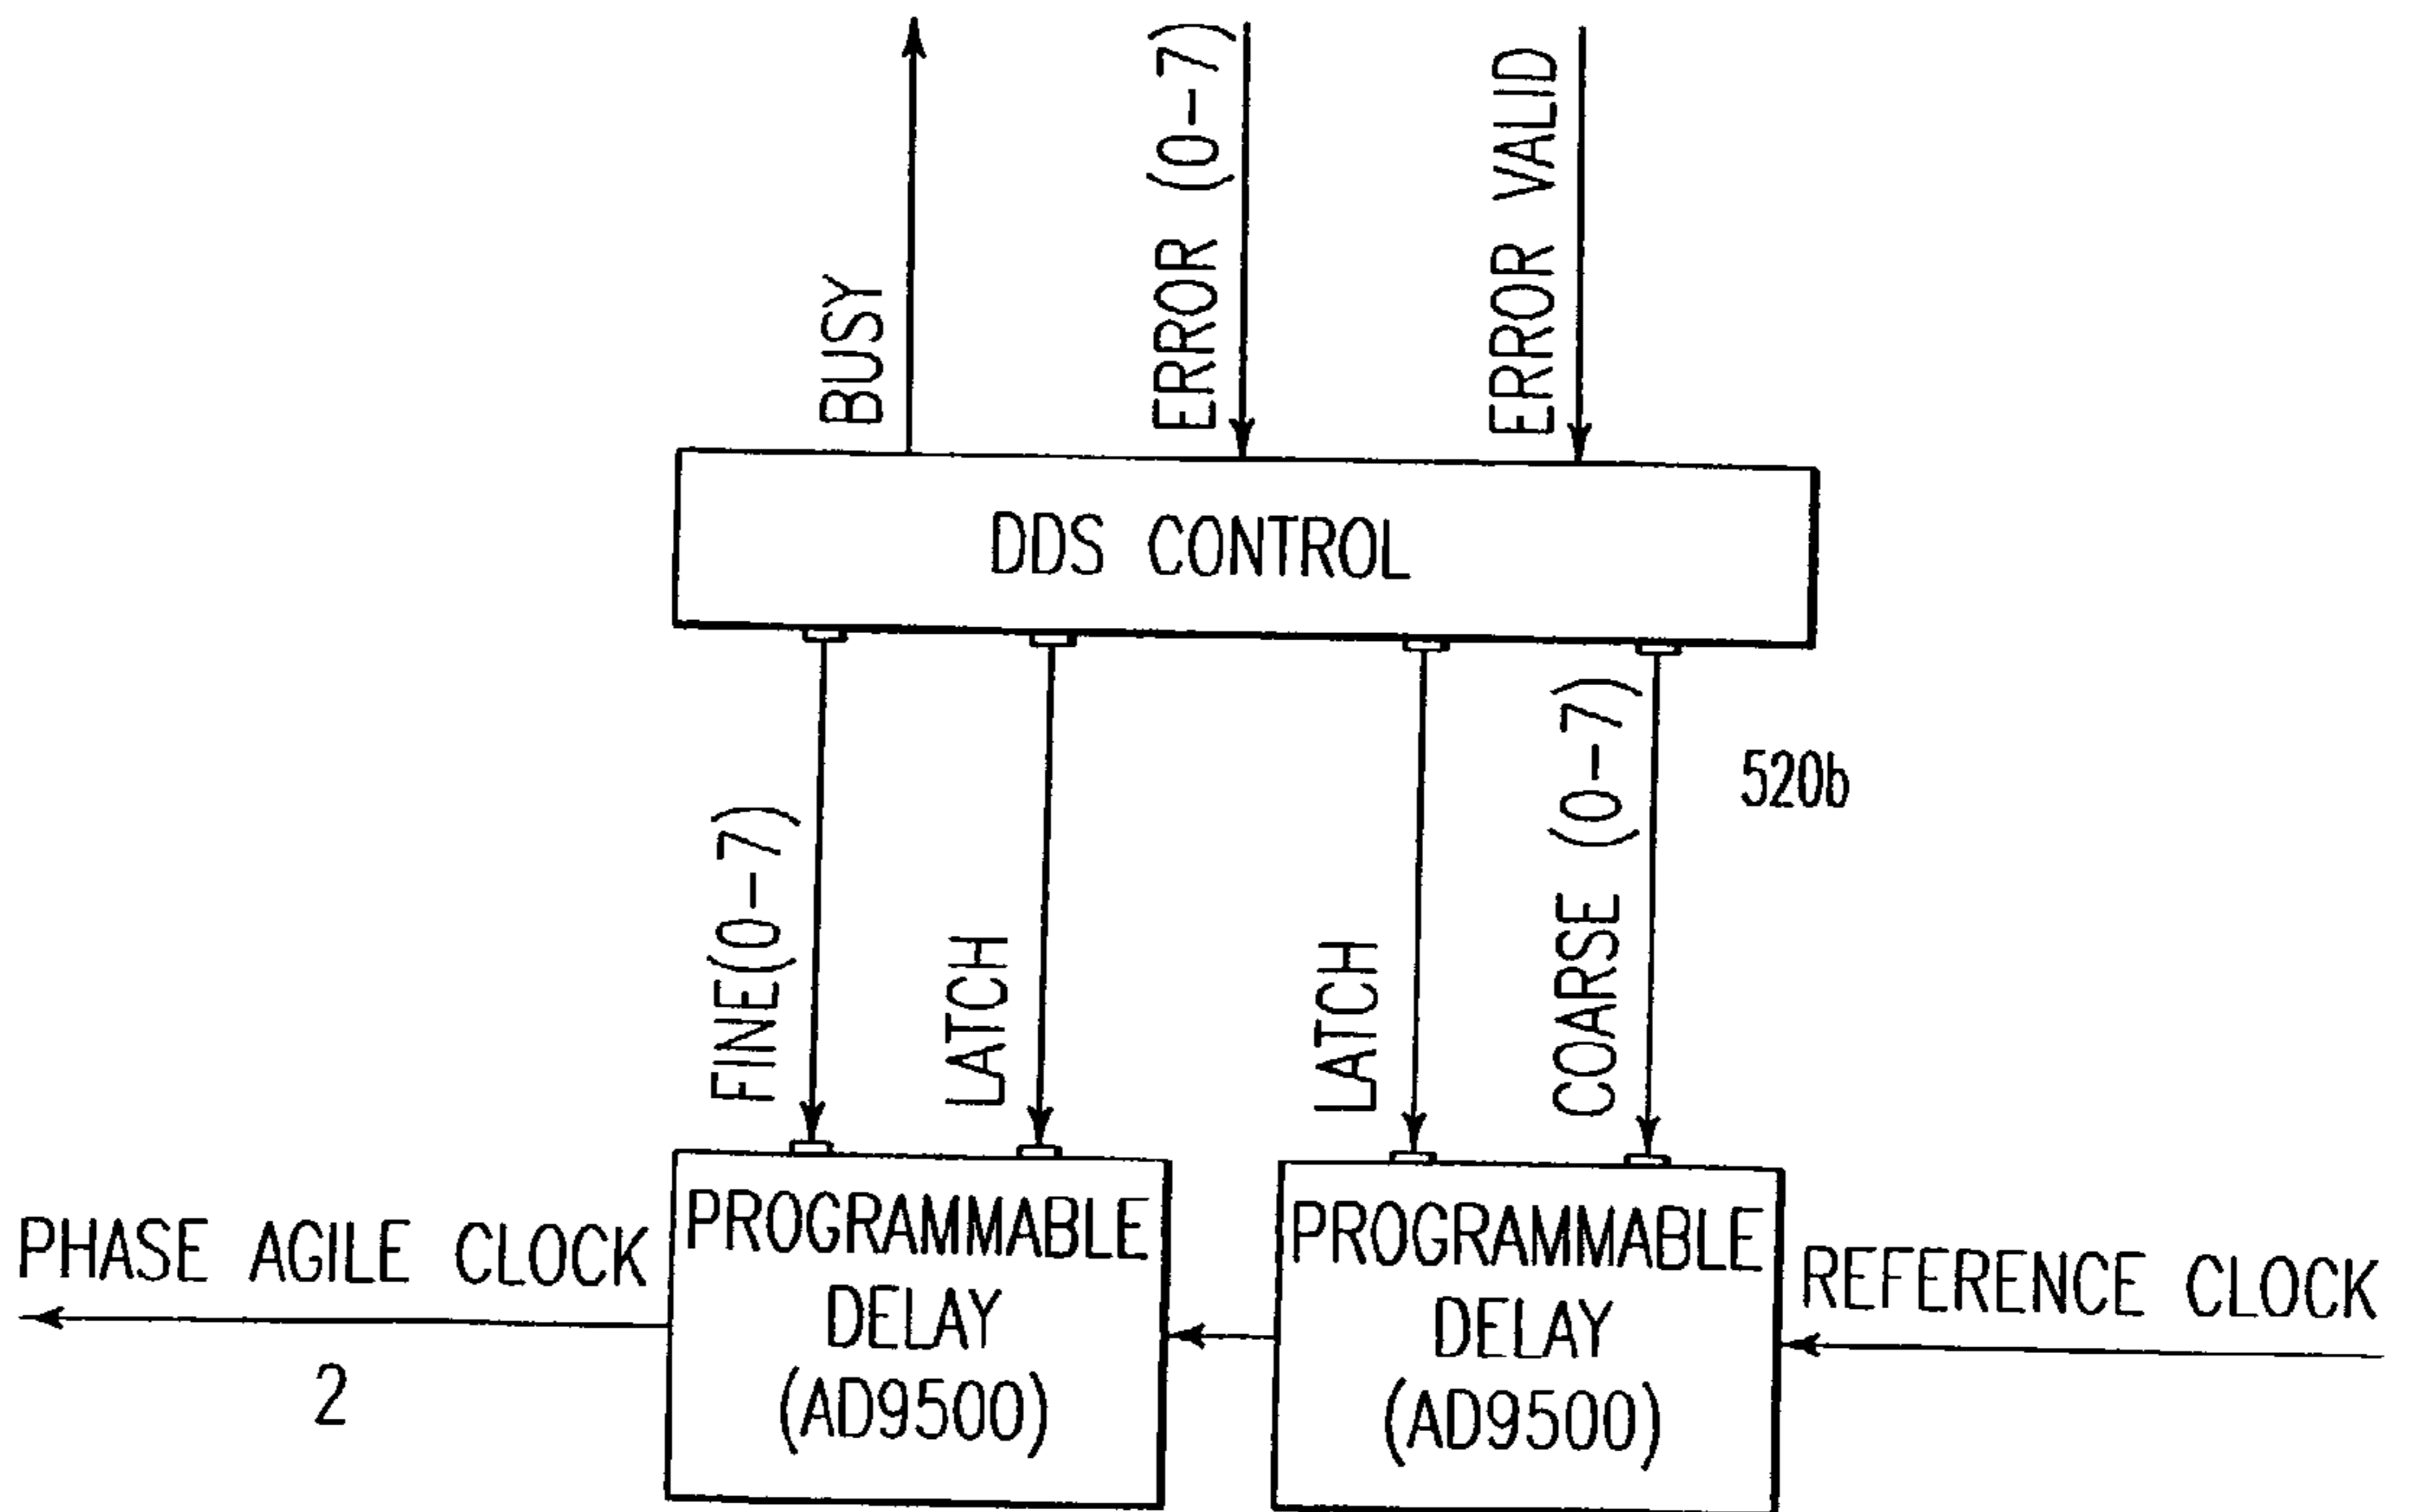 BUSY
ERROR (0-7)
ERROR VALID
DDS CONTROL
FINE(0-7)
LATCH
LATCH
COARSE (0-7)
520b
PHASE AGILE CLOCK
2
PROGRAMMABLE
DELAY
(AD9500)
PROGRAMMABLE
DELAY
(AD9500)
REFERENCE CLOCK